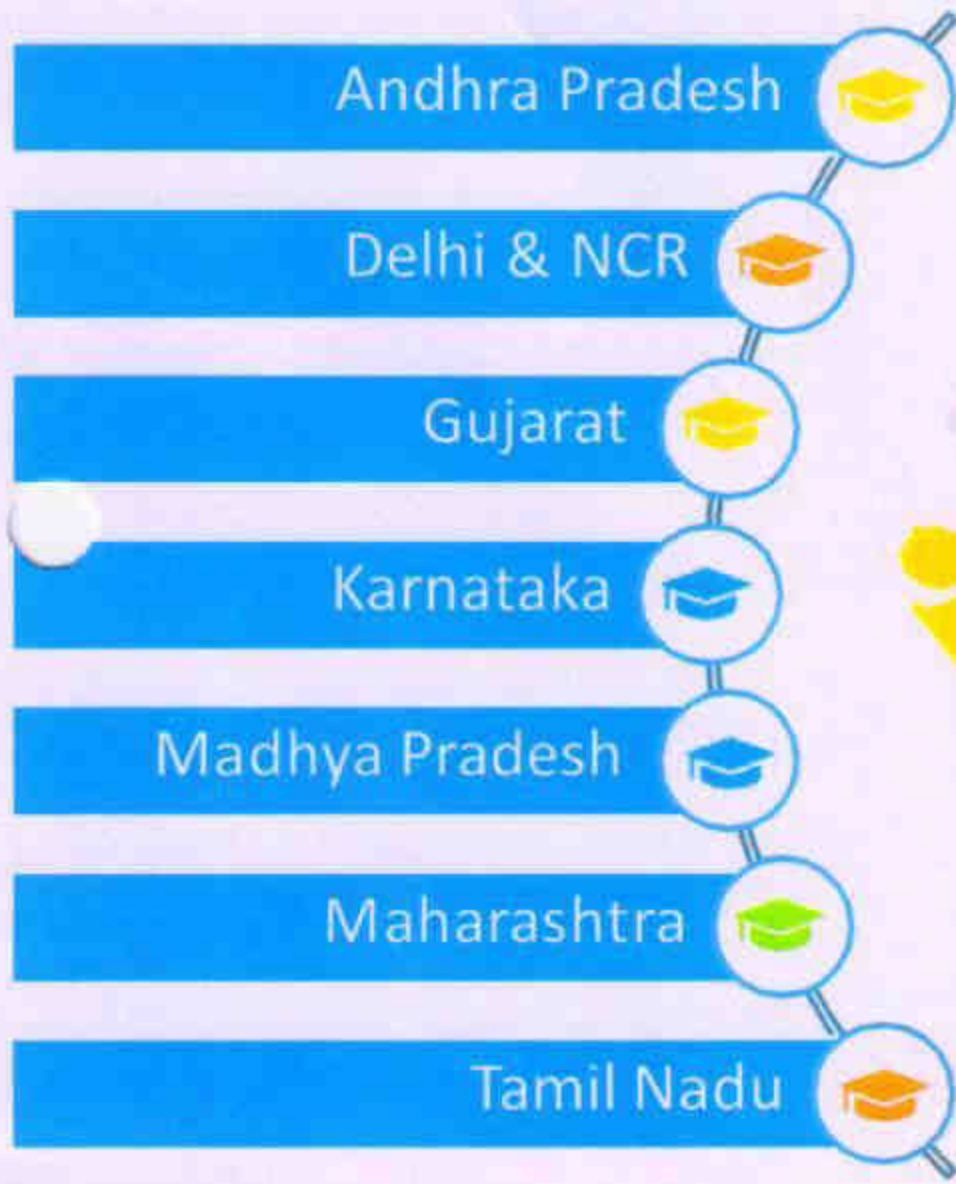 Andhra Pradesh
Delhi & NCR
Gujarat
Karnataka
Madhya Pradesh
Maharashtra
Tamil Nadu